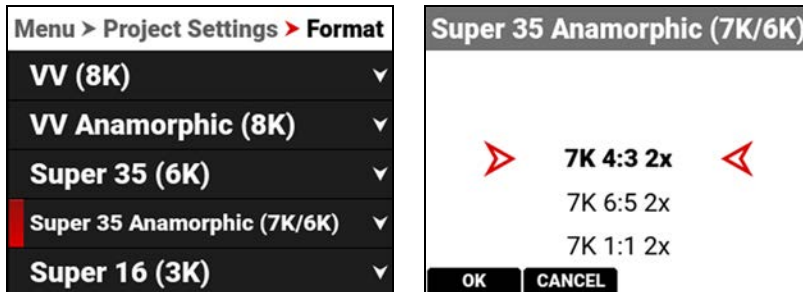 Menu > Project Settings > Format
VV (8K)
VV Anamorphic (8K)
Super 35 (6K)
Super 35 Anamorphic (7K/6K)
Super 16 (3K)
Super 35 Anamorphic (7K/6K)
7K 4:3 2x
7K 6:5 2x
7K 1:1 2x
OK CANCEL